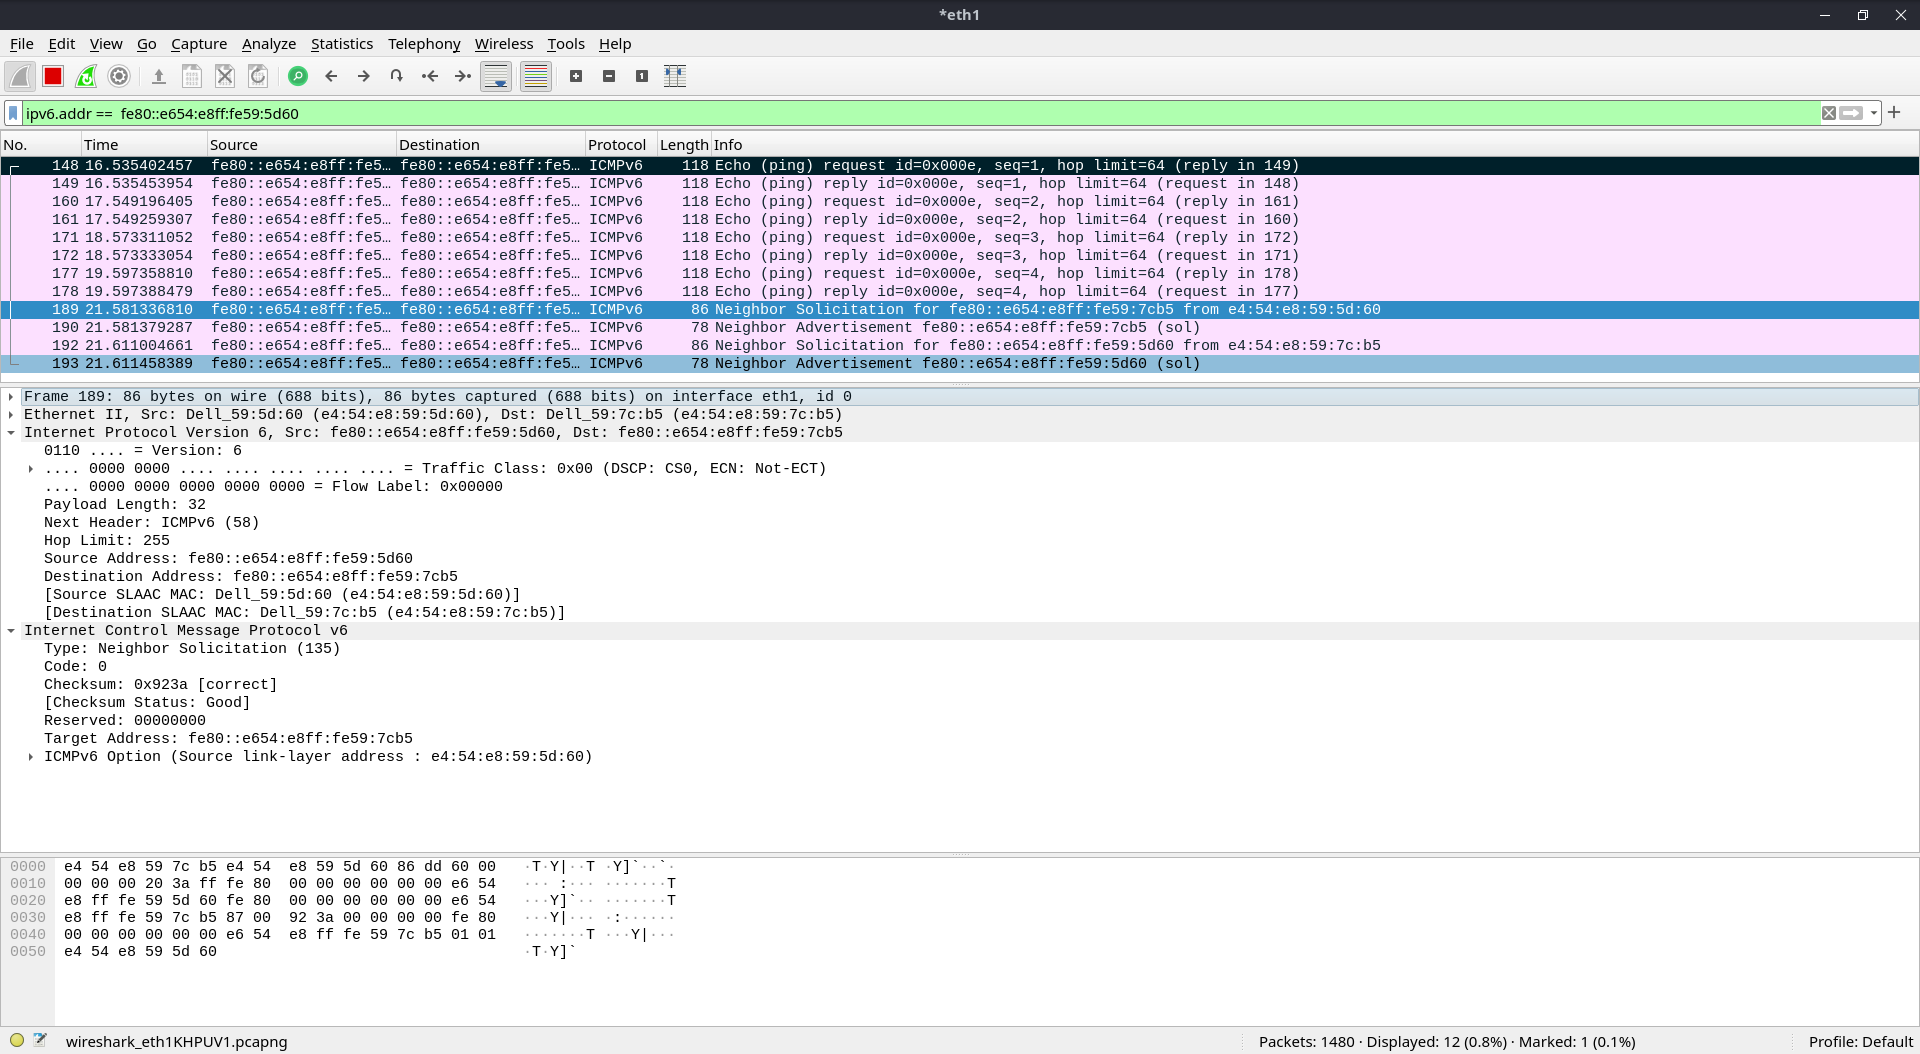 *eth1
File Edit View Go Capture Analyze Statistics Telephony Wireless Tools Help
ipv6.addr == fe80::e654:e8ff:fe59:5d60
No. Time Source Destination Protocol Length Info
148 16.535402457 fe80::e654:e8ff:fe5… fe80::e654:e8ff:fe5… ICMPv6 118 Echo (ping) request id=0x000e, seq=1, hop limit=64 (reply in 149)
149 16.535453954 fe80::e654:e8ff:fe5… fe80::e654:e8ff:fe5… ICMPv6 118 Echo (ping) reply id=0x000e, seq=1, hop limit=64 (request in 148)
160 17.549196405 fe80::e654:e8ff:fe5… fe80::e654:e8ff:fe5… ICMPv6 118 Echo (ping) request id=0x000e, seq=2, hop limit=64 (reply in 161)
161 17.549259307 fe80::e654:e8ff:fe5… fe80::e654:e8ff:fe5… ICMPv6 118 Echo (ping) reply id=0x000e, seq=2, hop limit=64 (request in 160)
171 18.573311052 fe80::e654:e8ff:fe5… fe80::e654:e8ff:fe5… ICMPv6 118 Echo (ping) request id=0x000e, seq=3, hop limit=64 (reply in 172)
172 18.573333054 fe80::e654:e8ff:fe5… fe80::e654:e8ff:fe5… ICMPv6 118 Echo (ping) reply id=0x000e, seq=3, hop limit=64 (request in 171)
177 19.597358810 fe80::e654:e8ff:fe5… fe80::e654:e8ff:fe5… ICMPv6 118 Echo (ping) request id=0x000e, seq=4, hop limit=64 (reply in 178)
178 19.597388479 fe80::e654:e8ff:fe5… fe80::e654:e8ff:fe5… ICMPv6 118 Echo (ping) reply id=0x000e, seq=4, hop limit=64 (request in 177)
189 21.581336810 fe80::e654:e8ff:fe5… fe80::e654:e8ff:fe5… ICMPv6 86 Neighbor Solicitation for fe80::e654:e8ff:fe59:7cb5 from e4:54:e8:59:5d:60
190 21.581379287 fe80::e654:e8ff:fe5… fe80::e654:e8ff:fe5… ICMPv6 78 Neighbor Advertisement fe80::e654:e8ff:fe59:7cb5 (sol)
192 21.611004661 fe80::e654:e8ff:fe5… fe80::e654:e8ff:fe5… ICMPv6 86 Neighbor Solicitation for fe80::e654:e8ff:fe59:5d60 from e4:54:e8:59:7c:b5
193 21.611458389 fe80::e654:e8ff:fe5… fe80::e654:e8ff:fe5… ICMPv6 78 Neighbor Advertisement fe80::e654:e8ff:fe59:5d60 (sol)
Frame 189: 86 bytes on wire (688 bits), 86 bytes captured (688 bits) on interface eth1, id 0
Ethernet II, Src: Dell_59:5d:60 (e4:54:e8:59:5d:60), Dst: Dell_59:7c:b5 (e4:54:e8:59:7c:b5)
Internet Protocol Version 6, Src: fe80::e654:e8ff:fe59:5d60, Dst: fe80::e654:e8ff:fe59:7cb5
0110 .... = Version: 6
.... 0000 0000 .... .... .... .... .... = Traffic Class: 0x00 (DSCP: CS0, ECN: Not-ECT)
.... 0000 0000 0000 0000 0000 = Flow Label: 0x00000
Payload Length: 32
Next Header: ICMPv6 (58)
Hop Limit: 255
Source Address: fe80::e654:e8ff:fe59:5d60
Destination Address: fe80::e654:e8ff:fe59:7cb5
[Source SLAAC MAC: Dell_59:5d:60 (e4:54:e8:59:5d:60)]
[Destination SLAAC MAC: Dell_59:7c:b5 (e4:54:e8:59:7c:b5)]
Internet Control Message Protocol v6
Type: Neighbor Solicitation (135)
Code: 0
Checksum: 0x923a [correct]
[Checksum Status: Good]
Reserved: 00000000
Target Address: fe80::e654:e8ff:fe59:7cb5
ICMPv6 Option (Source link-layer address : e4:54:e8:59:5d:60)
0000 e4 54 e8 59 7c b5 e4 54 e8 59 5d 60 86 dd 60 00 ·T·Y|··T ·Y]`··`·
0010 00 00 00 20 3a ff fe 80 00 00 00 00 00 00 e6 54 ··· :··· ·······T
0020 e8 ff fe 59 5d 60 fe 80 00 00 00 00 00 00 e6 54 ···Y]`·· ·······T
0030 e8 ff fe 59 7c b5 87 00 92 3a 00 00 00 00 fe 80 ···Y|··· ·:······
0040 00 00 00 00 00 00 e6 54 e8 ff fe 59 7c b5 01 01 ·······T ···Y|···
0050 e4 54 e8 59 5d 60 ·T·Y]`
wireshark_eth1KHPUV1.pcapng Packets: 1480 · Displayed: 12 (0.8%) · Marked: 1 (0.1%) Profile: Default